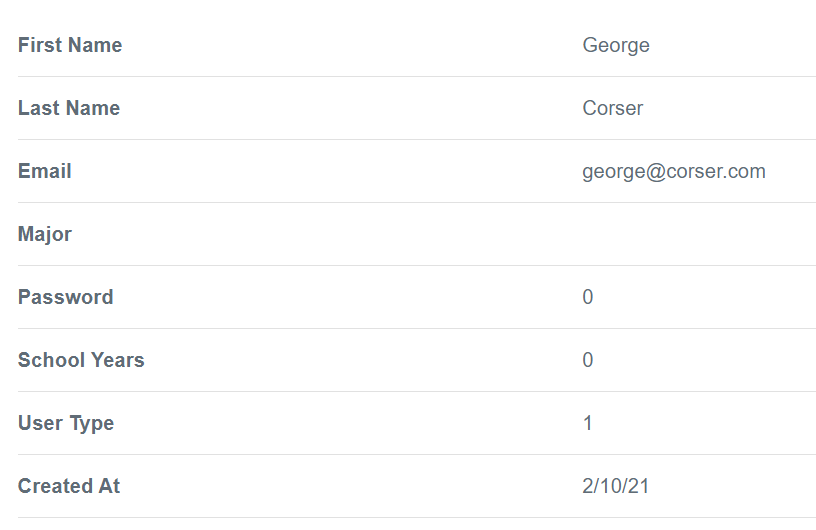 First Name George
Last Name Corser
Email george@corser.com
Major
Password 0
School Years 0
User Type 1
Created At 2/10/21